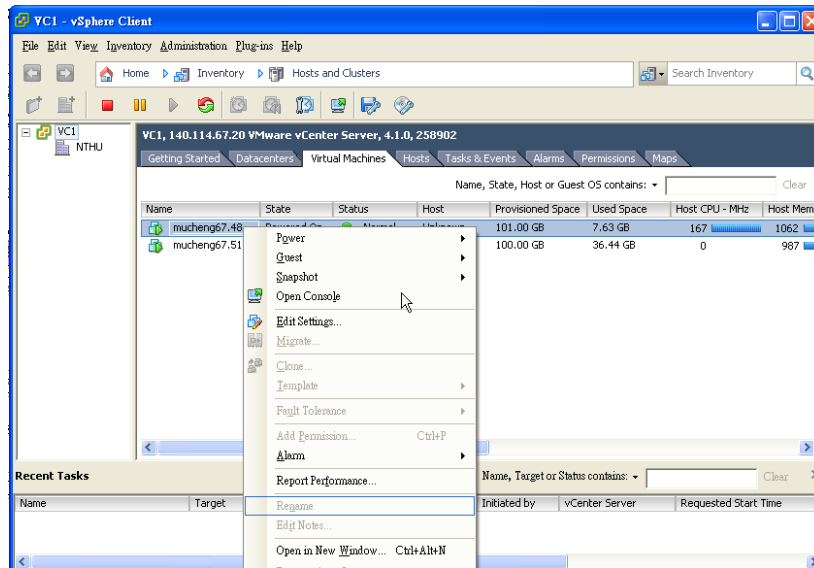 VC1 - vSphere Client
File Edit View Inventory Administration Plug-ins Help
Home Inventory Hosts and Clusters Search Inventory
VC1
NTHU
VC1, 140.114.67.20 VMware vCenter Server, 4.1.0, 258902
Getting Started Datacenters Virtual Machines Hosts Tasks & Events Alarms Permissions Maps
Name, State, Host or Guest OS contains: Clear
Name State Status Host Provisioned Space Used Space Host CPU - MHz Host Mem
mucheng67.48 Powered On Normal Unknown 101.00 GB 7.63 GB 167 1062
mucheng67.51 100.00 GB 36.44 GB 0 987
Power
Guest
Snapshot
Open Console
Edit Settings...
Migrate...
Clone...
Template
Fault Tolerance
Add Permission... Ctrl+P
Alarm
Report Performance...
Rename
Edit Notes...
Open in New Window... Ctrl+Alt+N
Recent Tasks
Name, Target or Status contains: Clear
Name Target Initiated by vCenter Server Requested Start Time